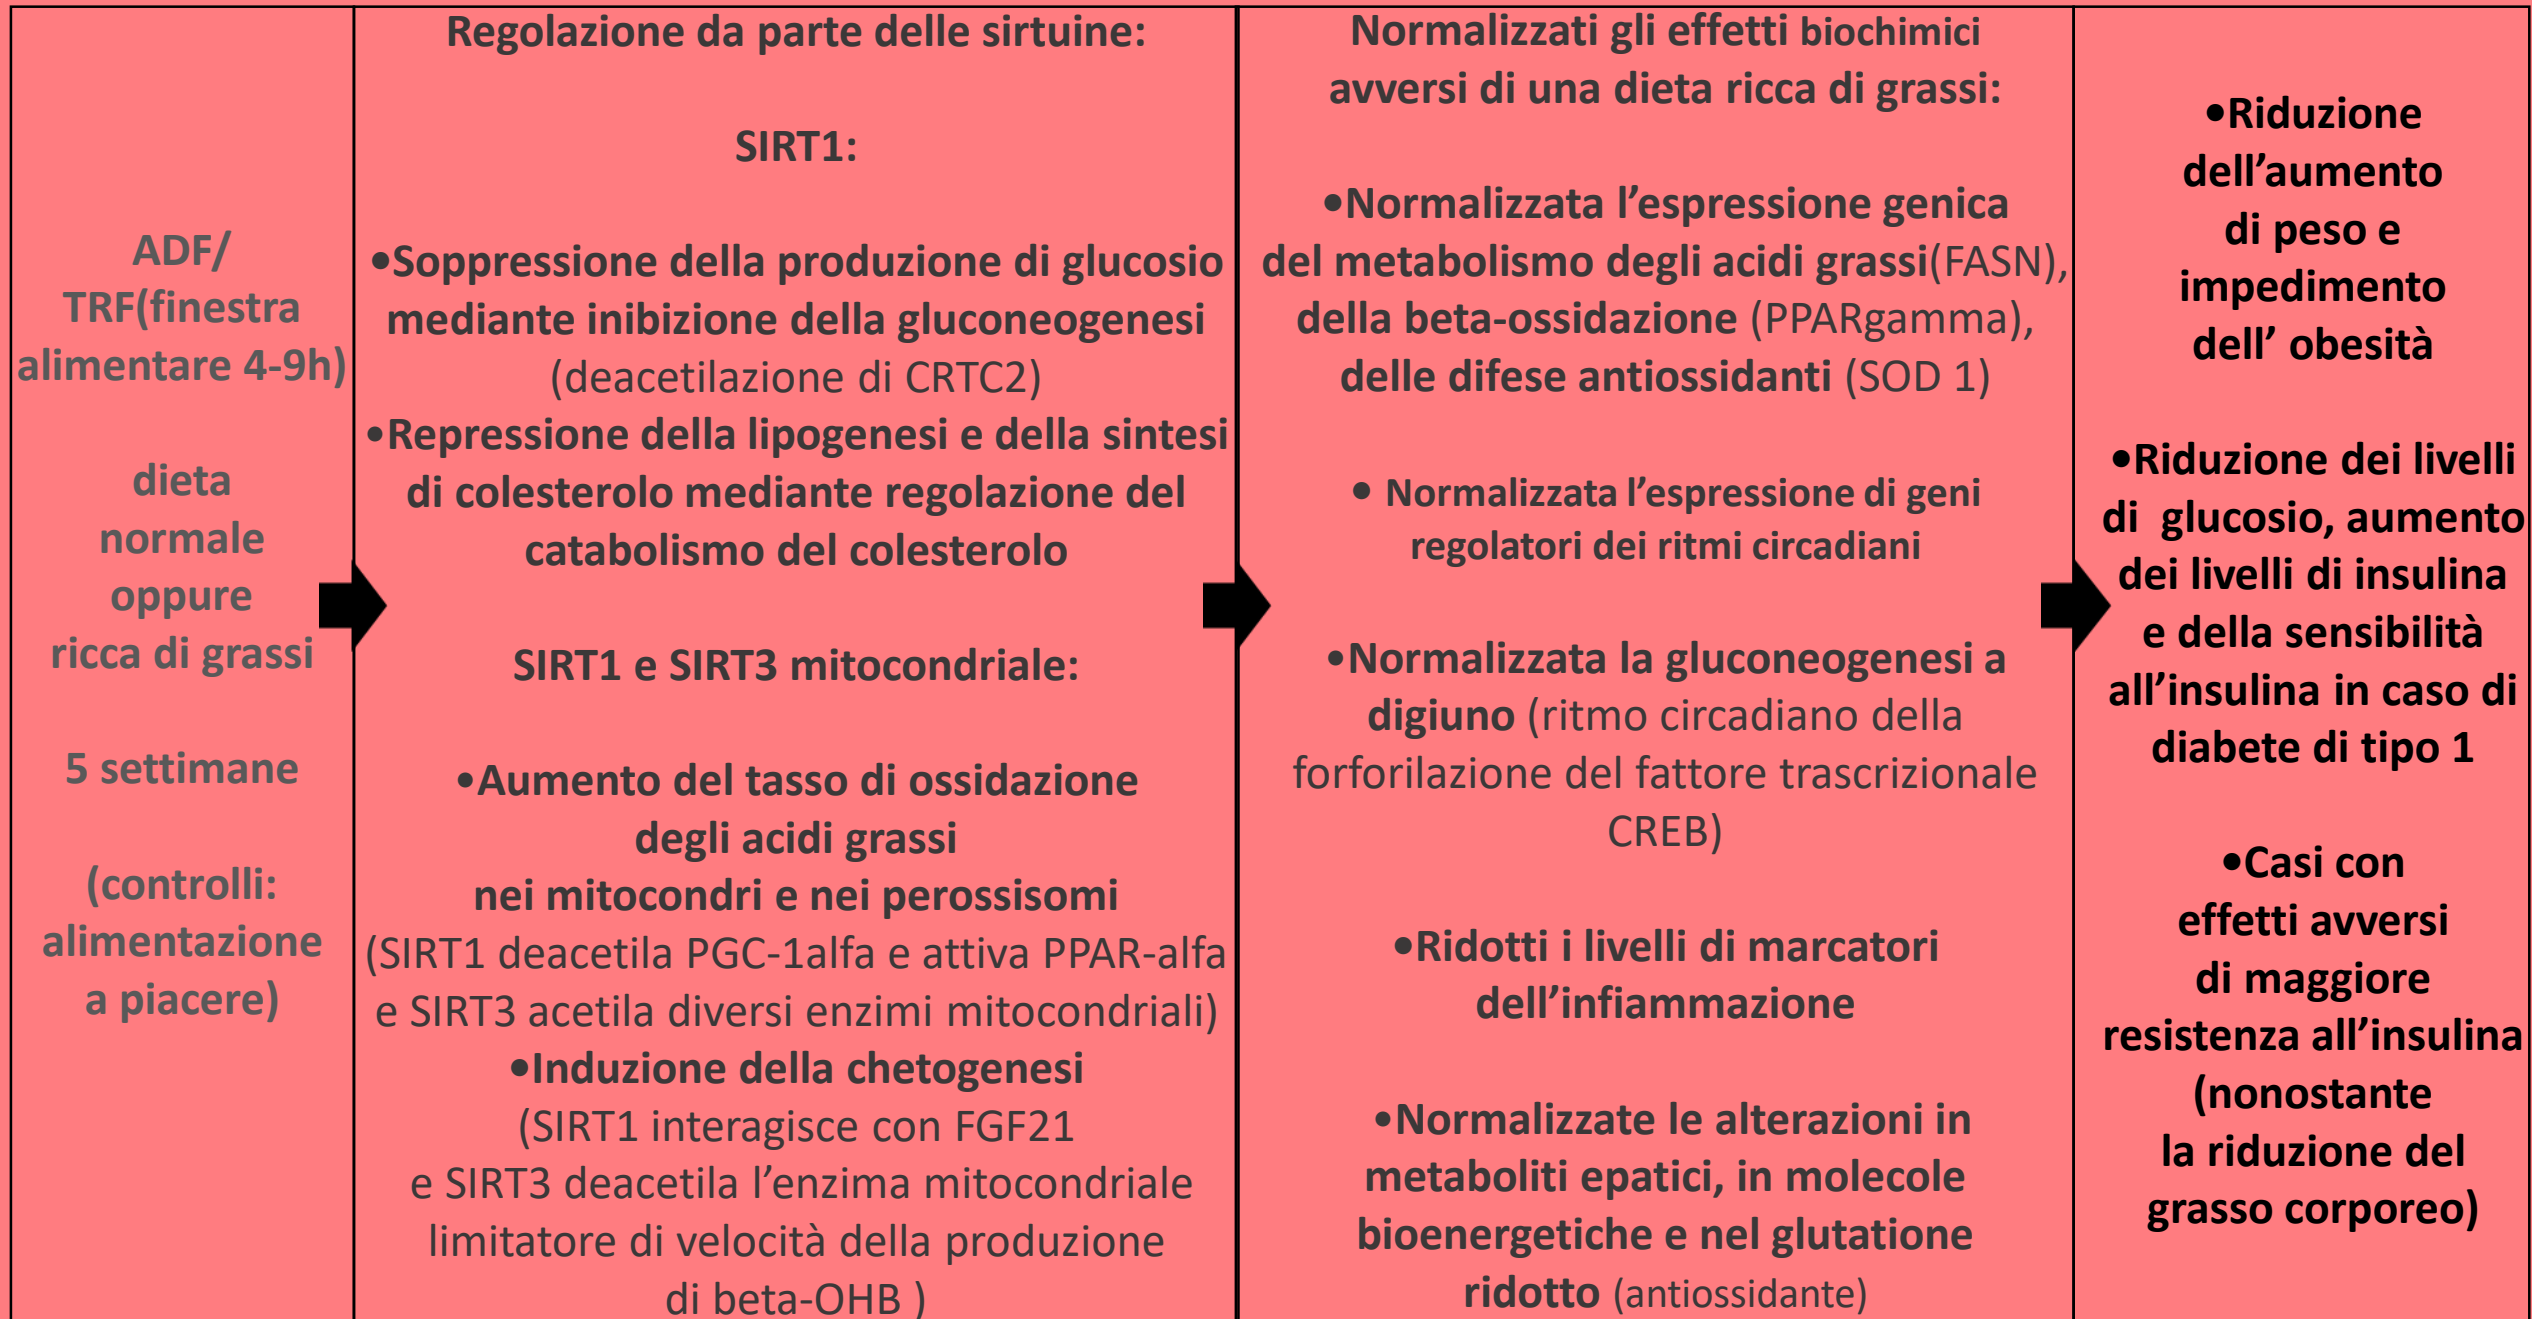 ADF/
TRF(finestra
alimentare 4-9h)
dieta
normale
oppure
ricca di grassi
5 settimane
(controlli:
alimentazione
a piacere)
Regolazione da parte delle sirtuine:
SIRT1:
•Soppressione della produzione di glucosio
mediante inibizione della gluconeogenesi
(deacetilazione di CRTC2)
•Repressione della lipogenesi e della sintesi
di colesterolo mediante regolazione del
catabolismo del colesterolo
SIRT1 e SIRT3 mitocondriale:
•Aumento del tasso di ossidazione
degli acidi grassi
nei mitocondri e nei perossisomi
(SIRT1 deacetila PGC-1alfa e attiva PPAR-alfa
e SIRT3 acetila diversi enzimi mitocondriali)
•Induzione della chetogenesi
(SIRT1 interagisce con FGF21
e SIRT3 deacetila l’enzima mitocondriale
limitatore di velocità della produzione
di beta-OHB )
Normalizzati gli effetti biochimici
avversi di una dieta ricca di grassi:
•Normalizzata l’espressione genica
del metabolismo degli acidi grassi(FASN),
della beta-ossidazione (PPARgamma),
delle difese antiossidanti (SOD 1)
• Normalizzata l’espressione di geni
regolatori dei ritmi circadiani
•Normalizzata la gluconeogenesi a
digiuno (ritmo circadiano della
forforilazione del fattore trascrizionale
CREB)
•Ridotti i livelli di marcatori
dell’infiammazione
•Normalizzate le alterazioni in
metaboliti epatici, in molecole
bioenergetiche e nel glutatione
ridotto (antiossidante)
•Riduzione
dell’aumento
di peso e
impedimento
dell’ obesità
•Riduzione dei livelli
di  glucosio, aumento
dei livelli di insulina
e della sensibilità
all’insulina in caso di
diabete di tipo 1
•Casi con
effetti avversi
di maggiore
resistenza all’insulina
(nonostante
la riduzione del
grasso corporeo)